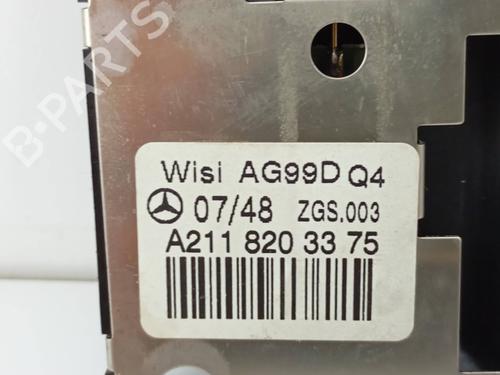 B-PARTS
Wisi AG99D Q4
07/48 ZGS.003
A211 820 33 75